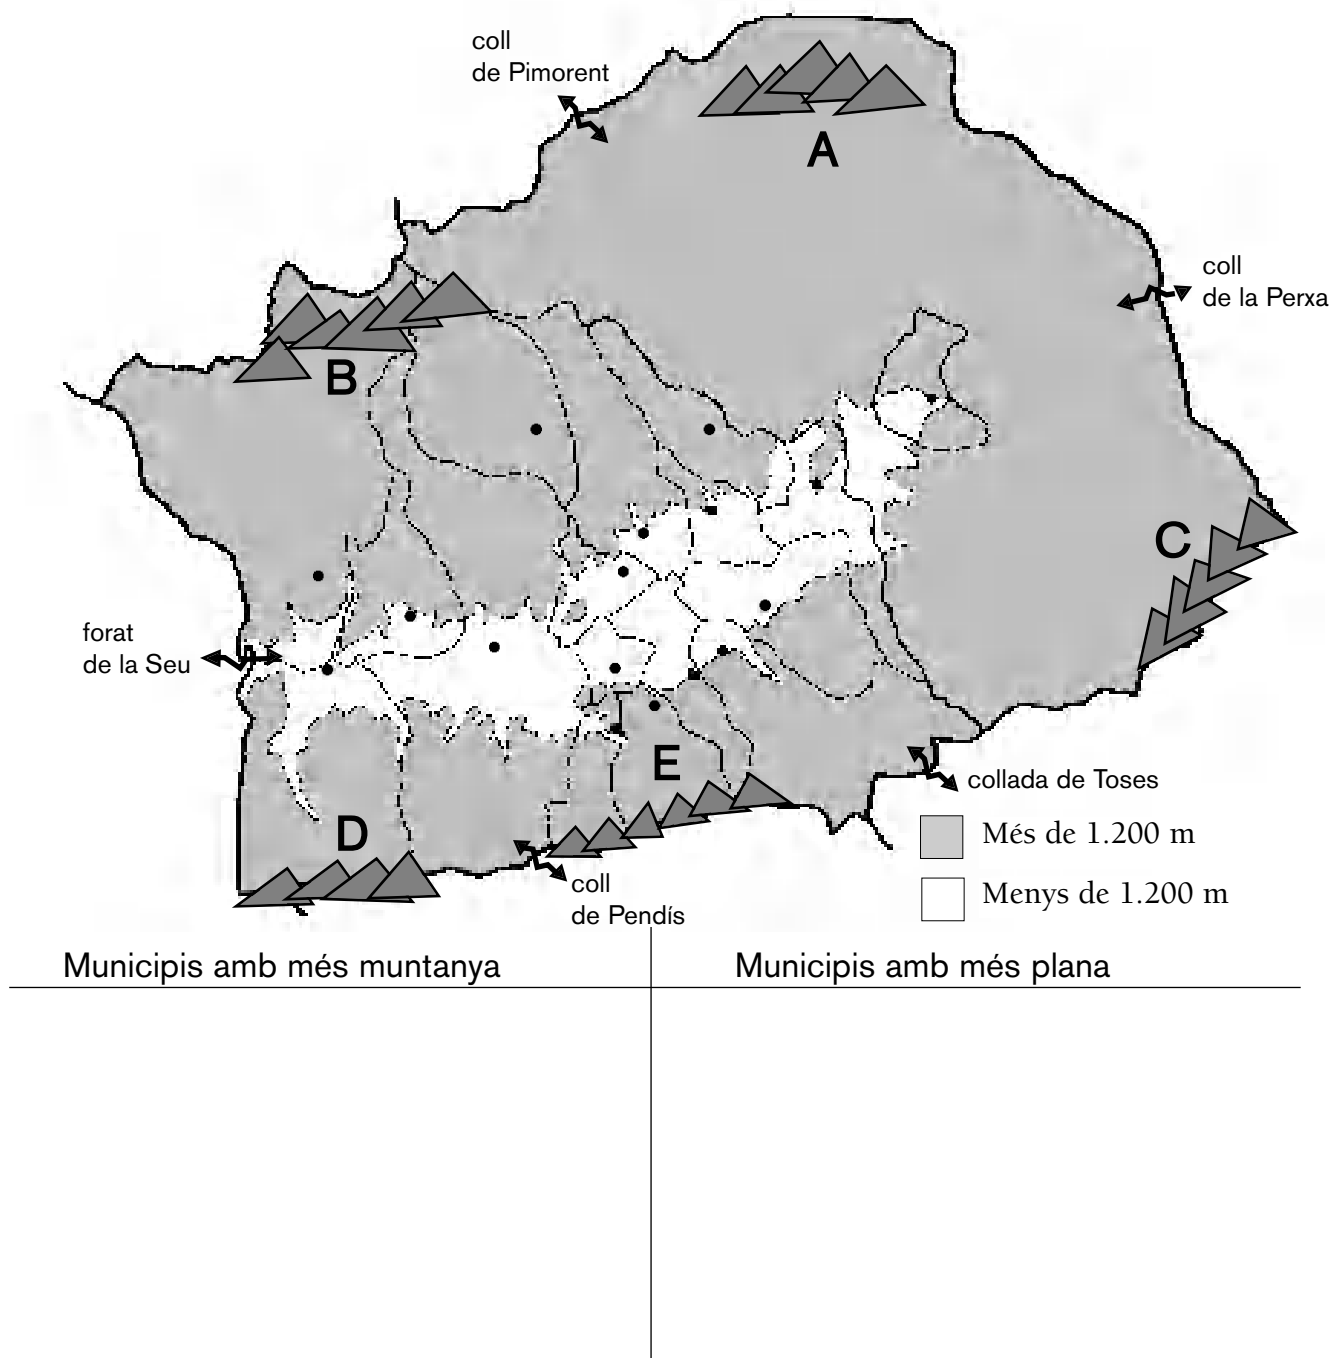 coll
de Pimorent
A
coll
de la Perxa
B
C
forat
de la Seu
E
collada de Toses
D
Més de 1.200 m
coll
de Pendís
Menys de 1.200 m
Municipis amb més muntanya
Municipis amb més plana